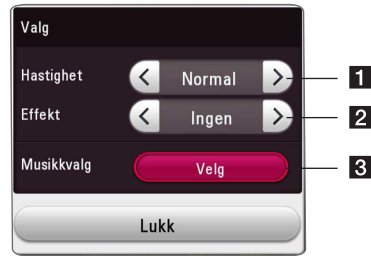 Valg
Hastighet Normal 1
Effekt Ingen 2
Musikkvalg Velg 3
Lukk